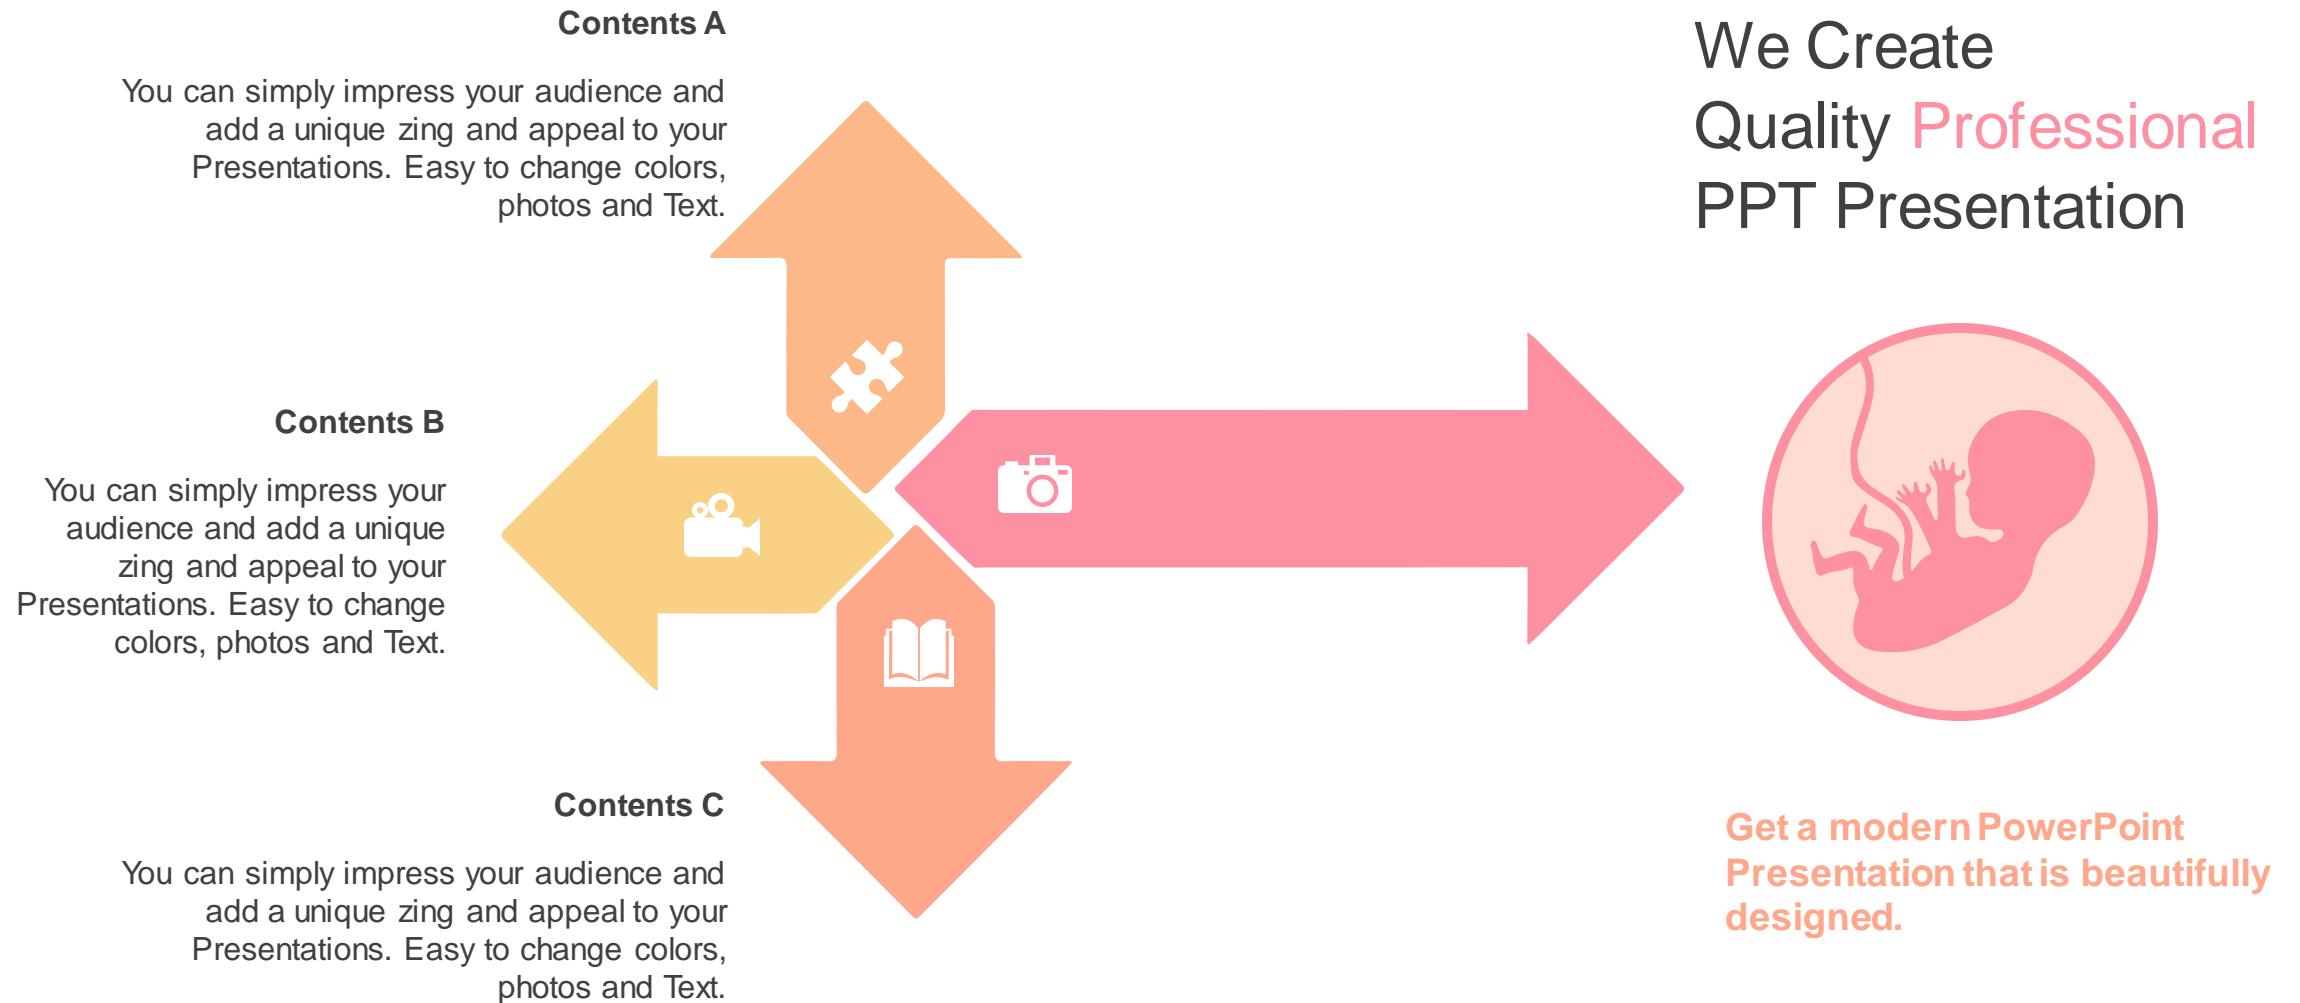 Contents A
You can simply impress your audience and
add a unique zing and appeal to your
Presentations. Easy to change colors,
photos and Text.
Contents B
You can simply impress your
audience and add a unique
zing and appeal to your
Presentations. Easy to change
colors, photos and Text.
Contents C
You can simply impress your audience and
add a unique zing and appeal to your
Presentations. Easy to change colors,
photos and Text.
We Create
Quality Professional
PPT Presentation
Get a modern PowerPoint
Presentation that is beautifully
designed.